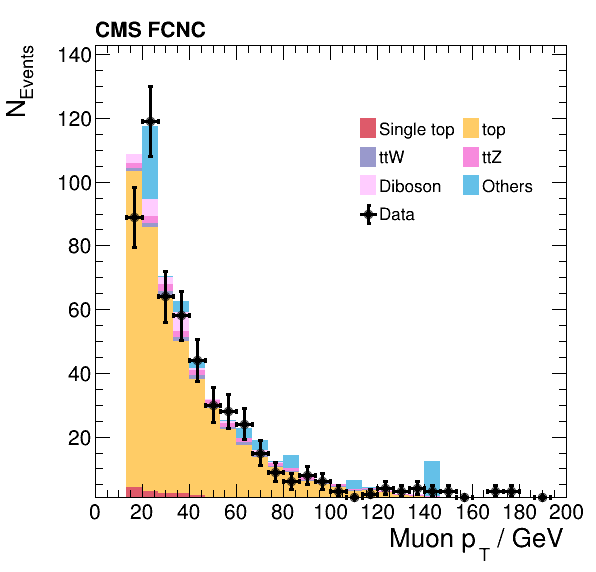 CMS FCNC
N_Events
140
120
100
80
60
40
20
Single top
top
ttW
ttZ
Diboson
Others
Data
0 20 40 60 80 100 120 140 160 180 200
Muon p_T / GeV